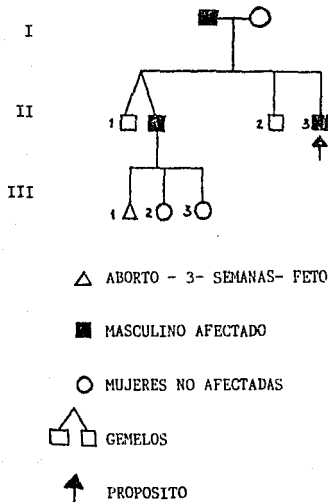 I
II
1 2 3
III
1 2 3
ABORTO - 3- SEMANAS- FETO
MASCULINO AFECTADO
MUJERES NO AFECTADAS
GEMELOS
PROPOSITO